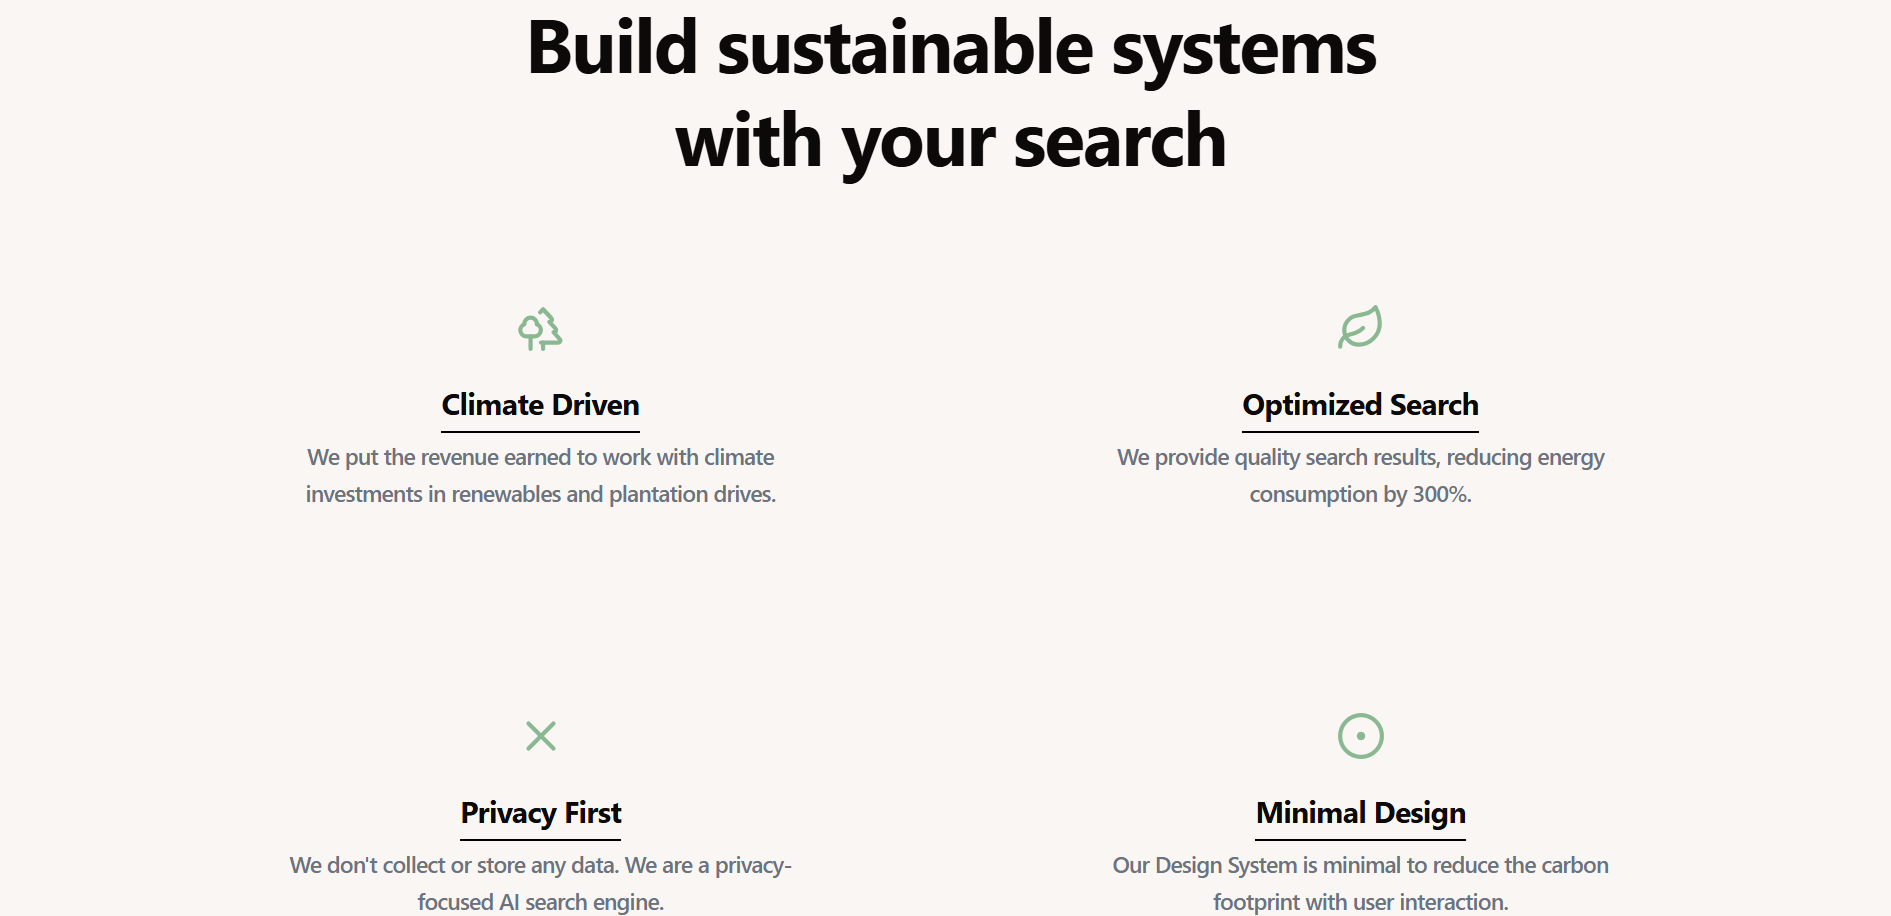 Build sustainable systems
with your search
Climate Driven
We put the revenue earned to work with climate
investments in renewables and plantation drives.
Optimized Search
We provide quality search results, reducing energy
consumption by 300%.
Privacy First
We don't collect or store any data. We are a privacy-
focused AI search engine.
Minimal Design
Our Design System is minimal to reduce the carbon
footprint with user interaction.